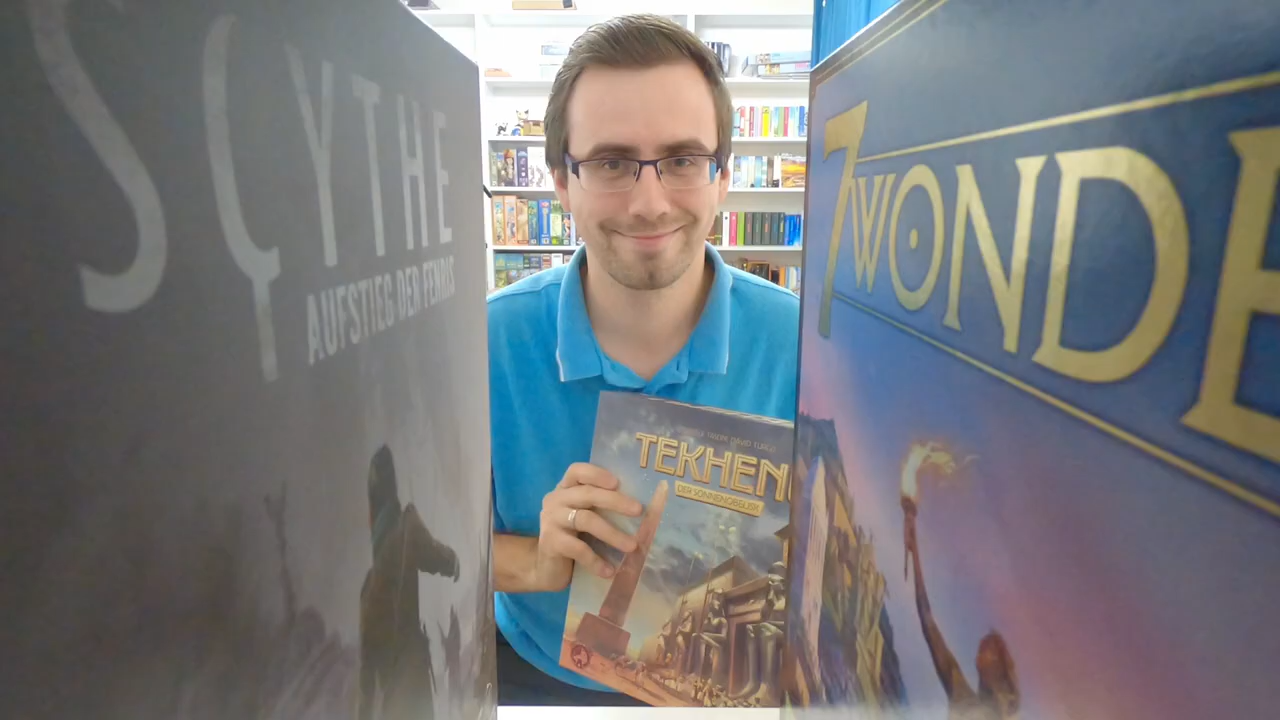 SCYTHE
AUFSTIEG DER FENRIS
TEKHEN
DER SONNENOBELISK
7 WONDE